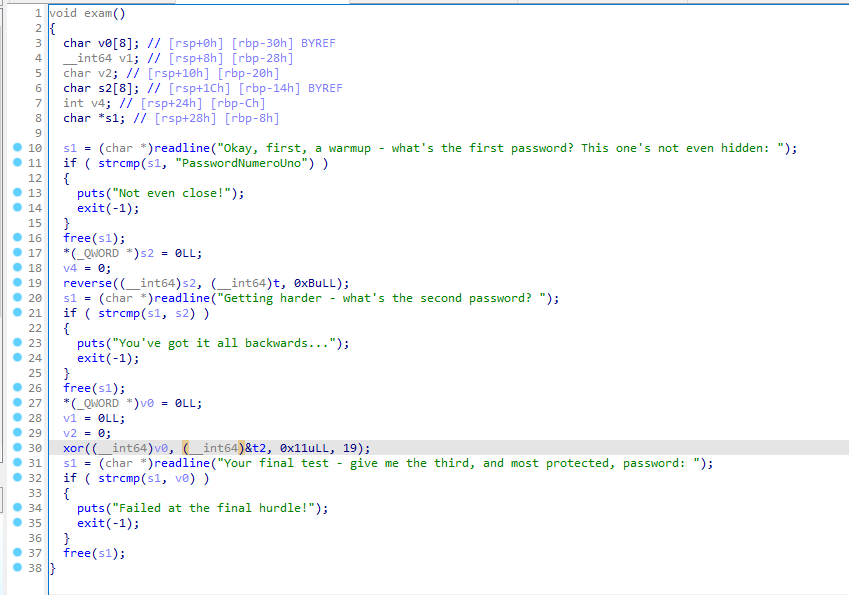 1 void exam()
2 {
3 char v0[8]; // [rsp+0h] [rbp-30h] BYREF
4 __int64 v1; // [rsp+8h] [rbp-28h]
5 char v2; // [rsp+10h] [rbp-20h]
6 char s2[8]; // [rsp+1Ch] [rbp-14h] BYREF
7 int v4; // [rsp+24h] [rbp-Ch]
8 char *s1; // [rsp+28h] [rbp-8h]
9
10 s1 = (char *)readline("Okay, first, a warmup - what's the first password? This one's not even hidden: ");
11 if ( strcmp(s1, "PasswordNumeroUno") )
12 {
13 puts("Not even close!");
14 exit(-1);
15 }
16 free(s1);
17 *(_QWORD *)s2 = 0LL;
18 v4 = 0;
19 reverse((__int64)s2, (__int64)t, 0xBuLL);
20 s1 = (char *)readline("Getting harder - what's the second password? ");
21 if ( strcmp(s1, s2) )
22 {
23 puts("You've got it all backwards...");
24 exit(-1);
25 }
26 free(s1);
27 *(_QWORD *)v0 = 0LL;
28 v1 = 0LL;
29 v2 = 0;
30 xor((__int64)v0, (__int64)&t2, 0x11uLL, 19);
31 s1 = (char *)readline("Your final test - give me the third, and most protected, password: ");
32 if ( strcmp(s1, v0) )
33 {
34 puts("Failed at the final hurdle!");
35 exit(-1);
36 }
37 free(s1);
38 }